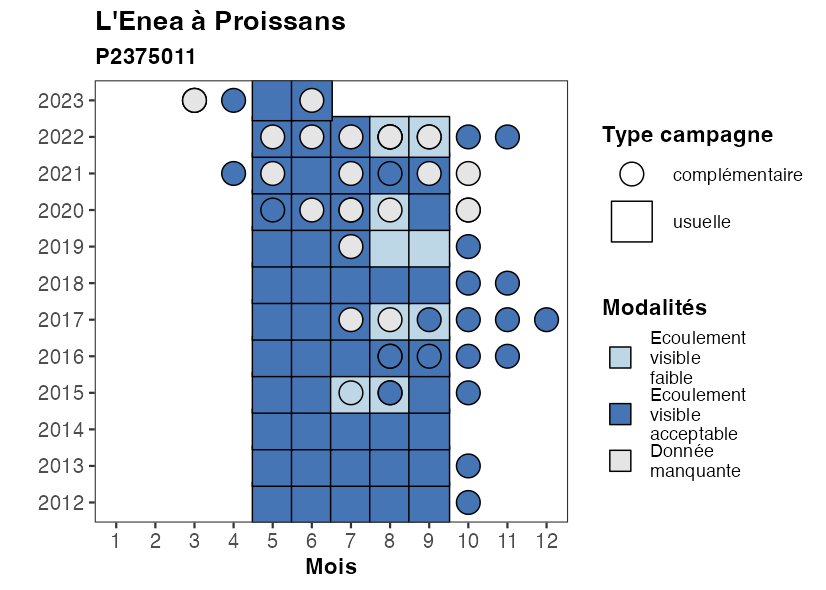 L'Enea à Proissans
P2375011
2023
2022
2021
2020
2019
2018
2017
2016
2015
2014
2013
2012
1 2 3 4 5 6 7 8 9 10 11 12
Mois
Type campagne
complémentaire
usuelle
Modalités
Ecoulement
visible
faible
Ecoulement
visible
acceptable
Donnée
manquante